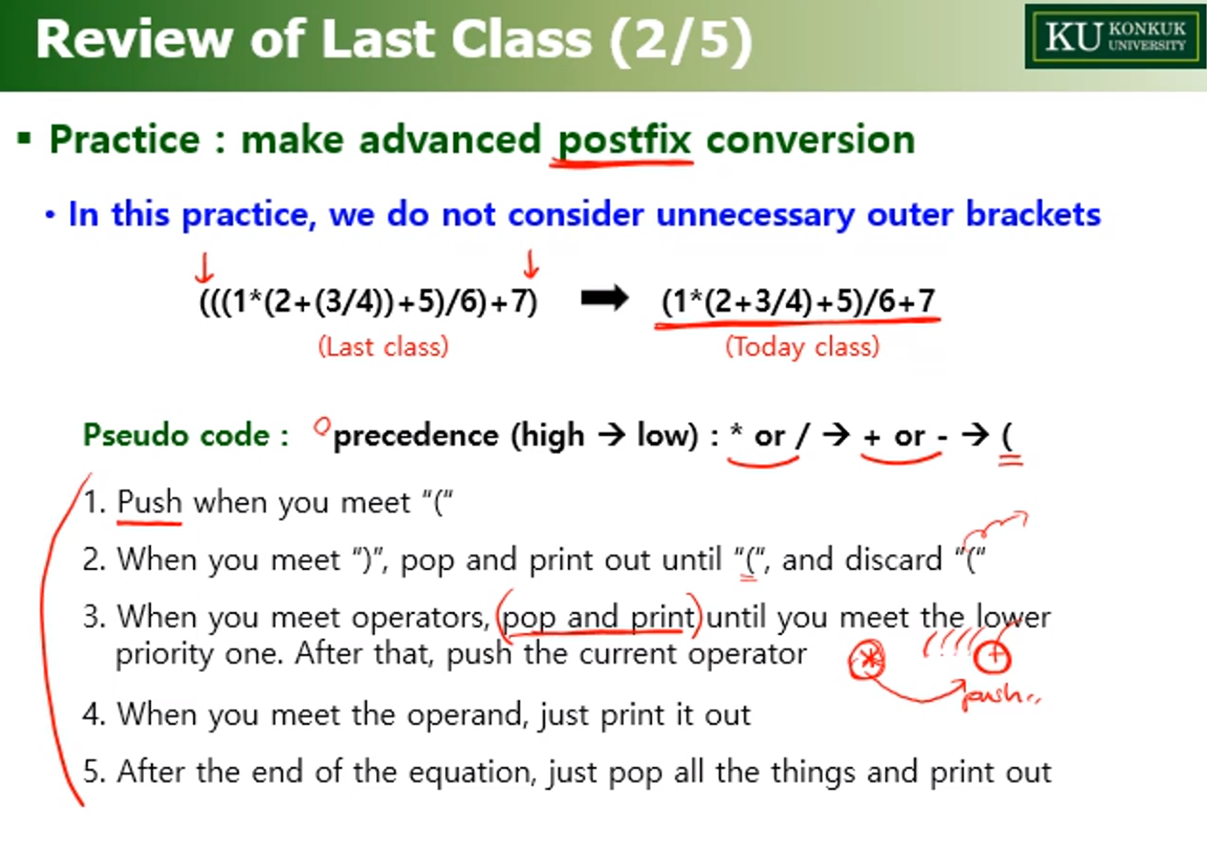 Review of Last Class (2/5)
KU KONKUK
UNIVERSITY
▪ Practice : make advanced postfix conversion
• In this practice, we do not consider unnecessary outer brackets
(((1*(2+(3/4))+5)/6)+7) ➡ (1*(2+3/4)+5)/6+7
(Last class) (Today class)
Pseudo code : precedence (high → low) : * or / → + or - → (
1. Push when you meet "("
2. When you meet ")", pop and print out until "(", and discard "("
3. When you meet operators, pop and print until you meet the lower
priority one. After that, push the current operator
* +
push
4. When you meet the operand, just print it out
5. After the end of the equation, just pop all the things and print out